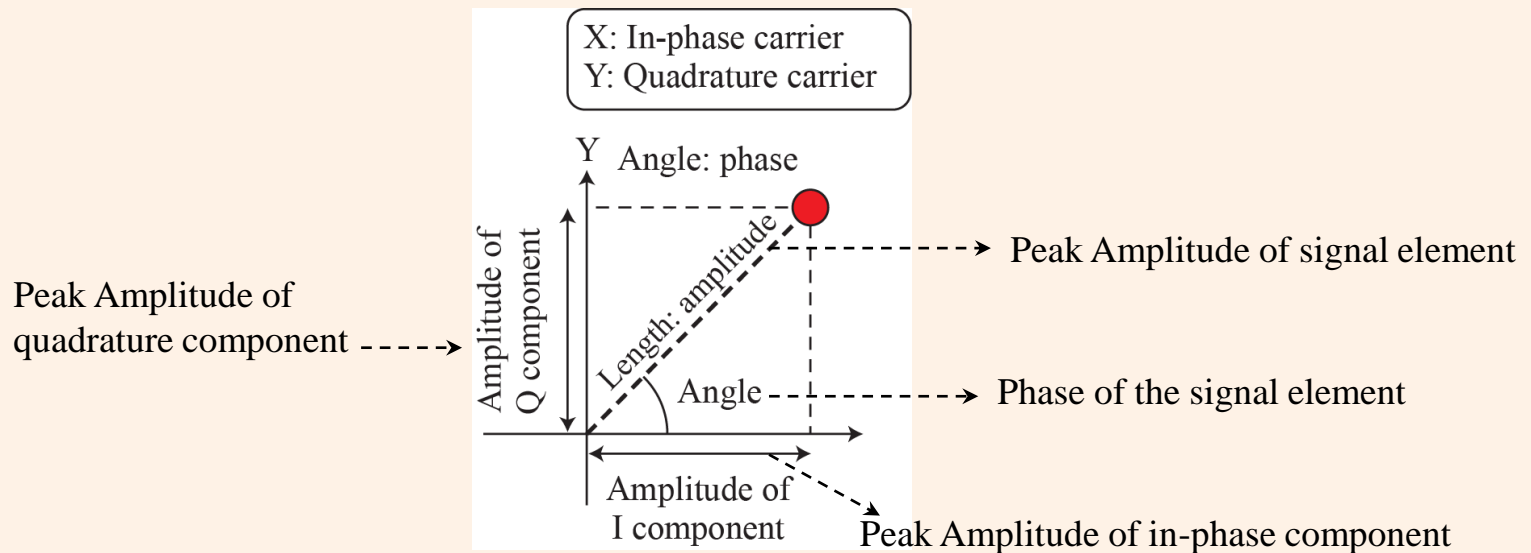 X: In-phase carrier
Y: Quadrature carrier
Y
Angle: phase
Amplitude of
Q component
Length: amplitude
Angle
Amplitude of
I component
Peak Amplitude of
quadrature component
Peak Amplitude of signal element
Phase of the signal element
Peak Amplitude of in-phase component